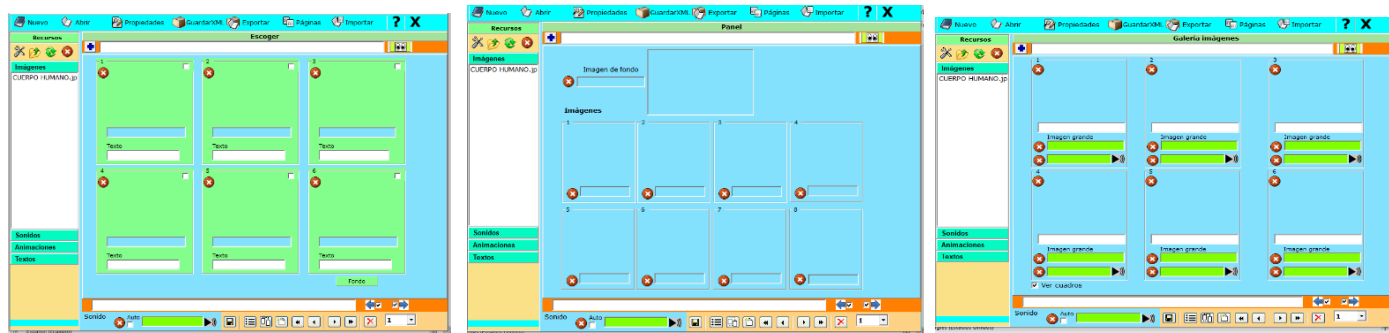 Nuevo Abrir Propiedades GuardarXML Exportar Páginas Importar ? X
Recursos
Escoger
Imágenes
CUERPO HUMANO.jp
1 2 3
Texto Texto Texto
4 5 6
Texto Texto Texto
Sonidos
Animaciones
Textos
Fondo
Sonido Auto
1
Nuevo Abrir Propiedades GuardarXML Exportar Páginas Importar ? X
Recursos
Panel
Imágenes
CUERPO HUMANO.jp
Imagen de fondo
Imágenes
1 2 3 4
5 6 7 8
Sonidos
Animaciones
Textos
Sonido Auto
1
Nuevo Abrir Propiedades GuardarXML Exportar Páginas Importar ? X
Recursos
Galería imágenes
Imágenes
CUERPO HUMANO.jp
1 2 3
Imagen grande Imagen grande Imagen grande
4 5 6
Imagen grande Imagen grande Imagen grande
Sonidos
Animaciones
Textos
Ver cuadros
Sonido Auto
1